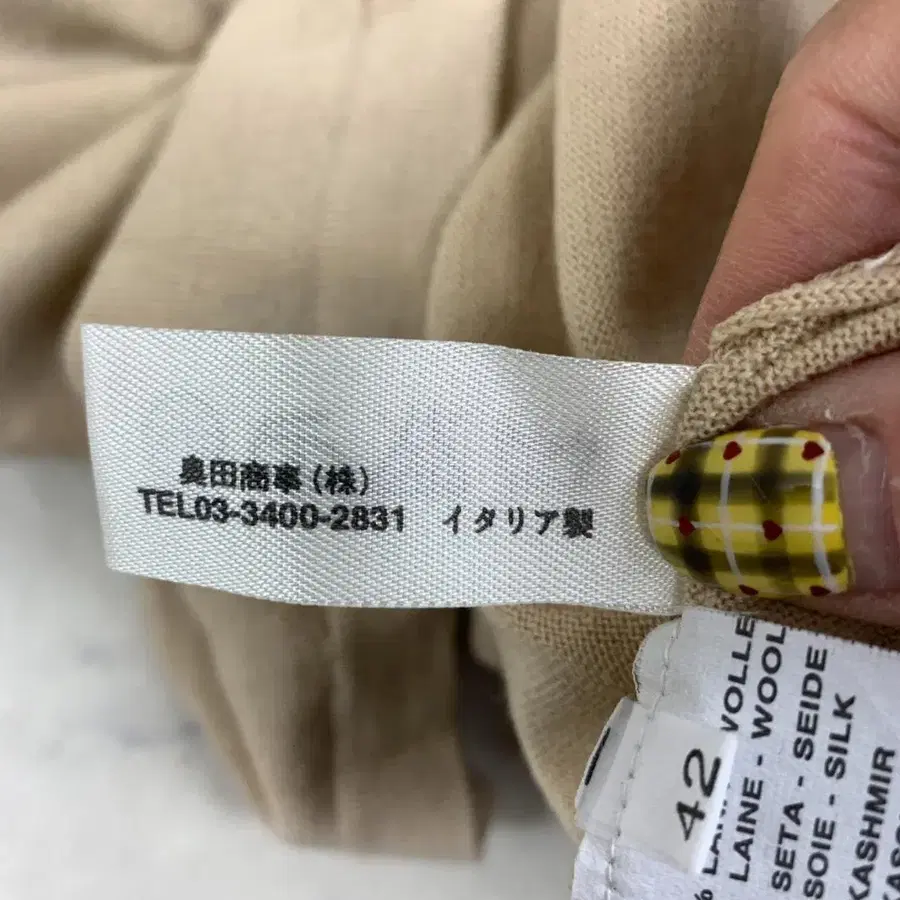 奥田商事(株)
TEL03-3400-2831 イタリア製
VOLLE
LAINE - WOOL
SETA - SEIDE
SOIE - SILK
KASHMIR
42